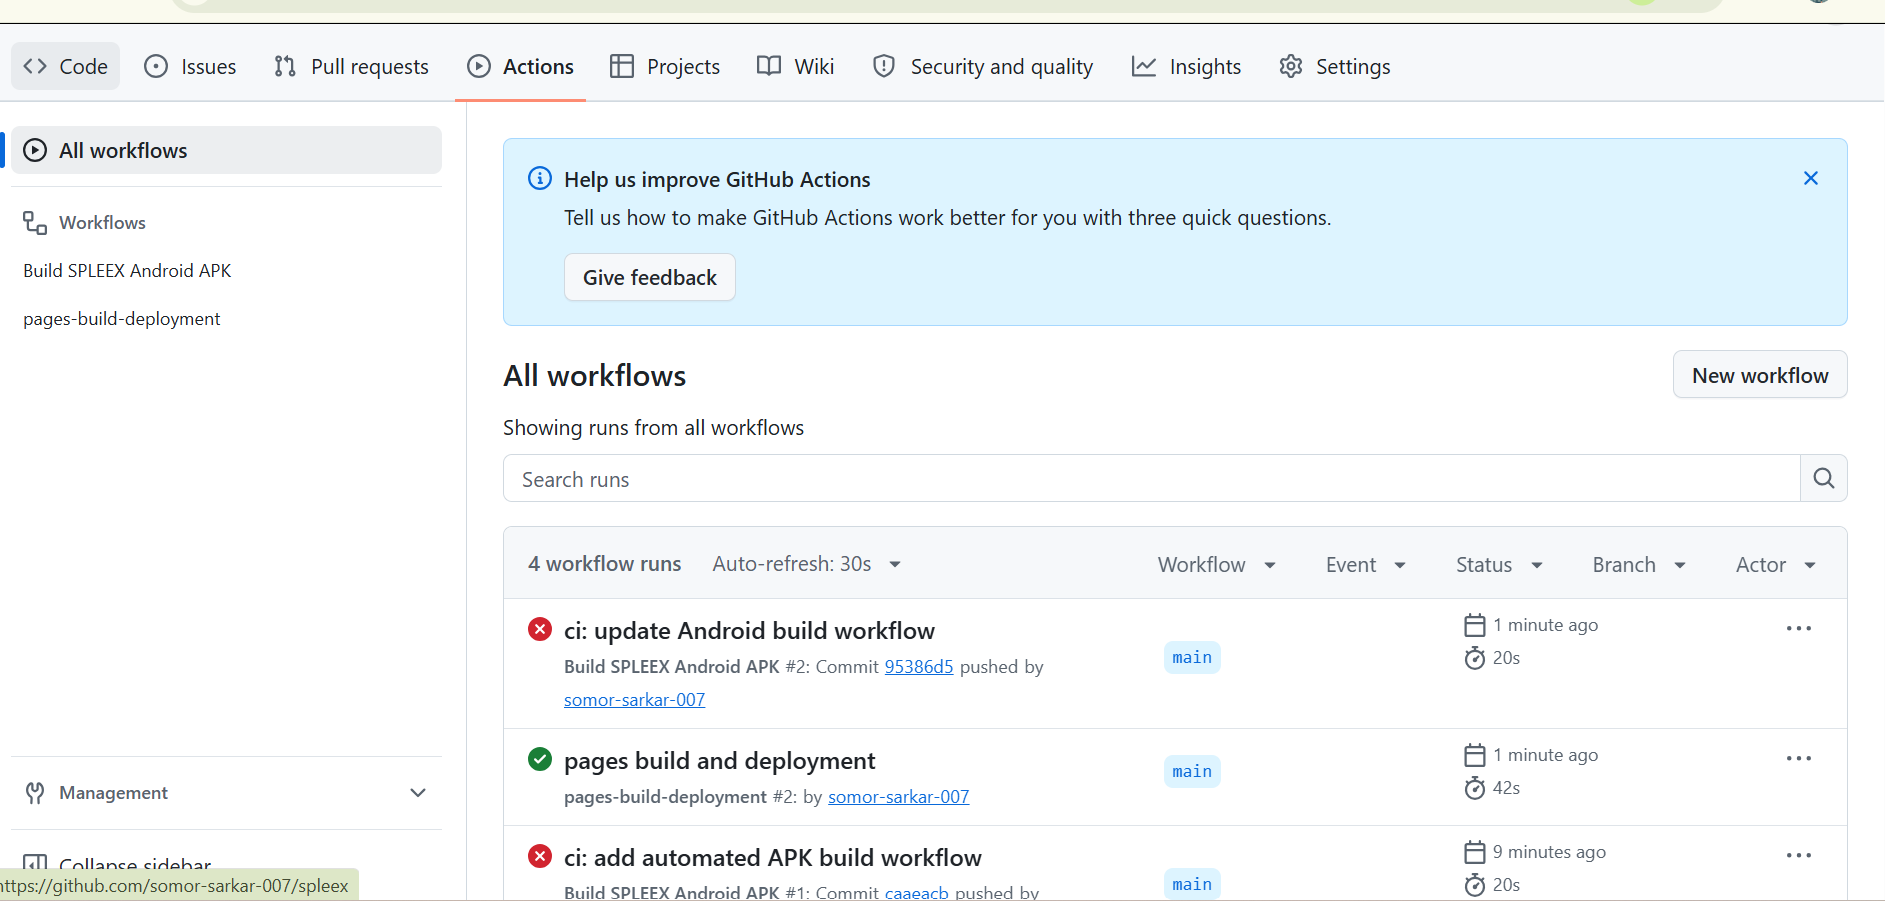 Code Issues Pull requests Actions Projects Wiki Security and quality Insights Settings
All workflows
Workflows
Build SPLEEX Android APK
pages-build-deployment
Management
Collapse sidebar
https://github.com/somor-sarkar-007/spleex
Help us improve GitHub Actions
Tell us how to make GitHub Actions work better for you with three quick questions.
Give feedback
All workflows
New workflow
Showing runs from all workflows
Search runs
4 workflow runs Auto-refresh: 30s Workflow Event Status Branch Actor
ci: update Android build workflow
Build SPLEEX Android APK #2: Commit 95386d5 pushed by
somor-sarkar-007
main
1 minute ago
20s
pages build and deployment
pages-build-deployment #2: by somor-sarkar-007
main
1 minute ago
42s
ci: add automated APK build workflow
Build SPLEEX Android APK #1: Commit caaeacb pushed by
main
9 minutes ago
20s